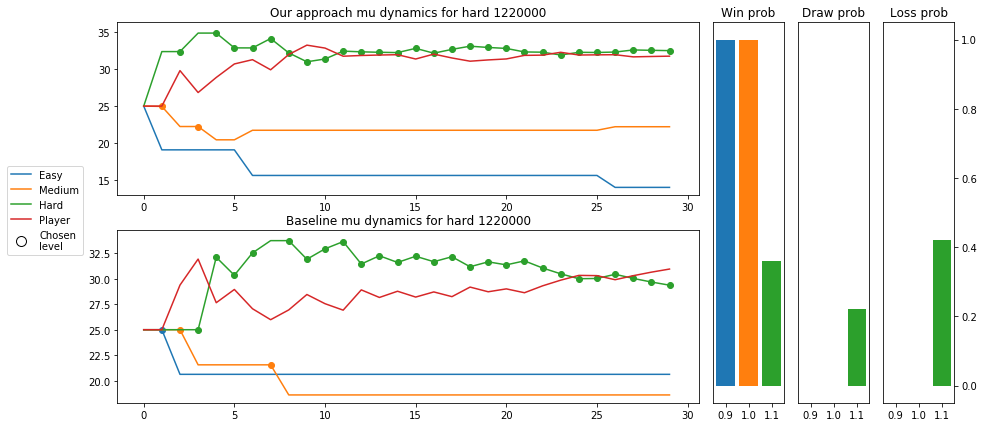 Our approach mu dynamics for hard 1220000
35
30
25
20
15
0 5 10 15 20 25 30
Baseline mu dynamics for hard 1220000
32.5
30.0
27.5
25.0
22.5
20.0
0 5 10 15 20 25 30
Easy
Medium
Hard
Player
Chosen
level
Win prob
0.9 1.0 1.1
Draw prob
0.9 1.0 1.1
Loss prob
0.9 1.0 1.1
1.0
0.8
0.6
0.4
0.2
0.0